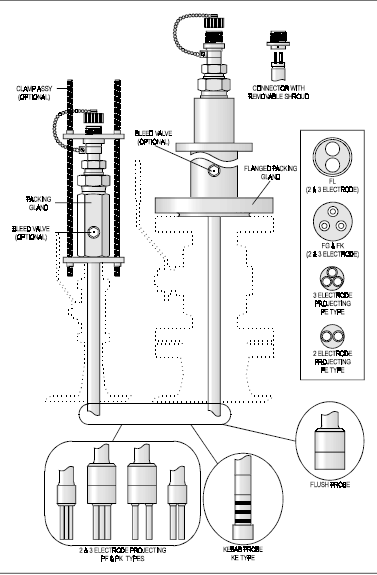 CLAMP ASSY
(OPTIONAL)
CONNECTOR WITH
REMOVABLE SHROUD
BLEED VALVE
(OPTIONAL)
FLANGED PACKING
GLAND
FL
(2 & 3 ELECTRODE)
PACKING
GLAND
BLEED VALVE
(OPTIONAL)
FG & FK
(2 & 3 ELECTRODE)
3 ELECTRODE
PROJECTING
PE TYPE
2 ELECTRODE
PROJECTING
PE TYPE
FLUSH PROBE
2 & 3 ELECTRODE PROJECTING
PF & PK TYPES
KEBAB PROBE
KE TYPE